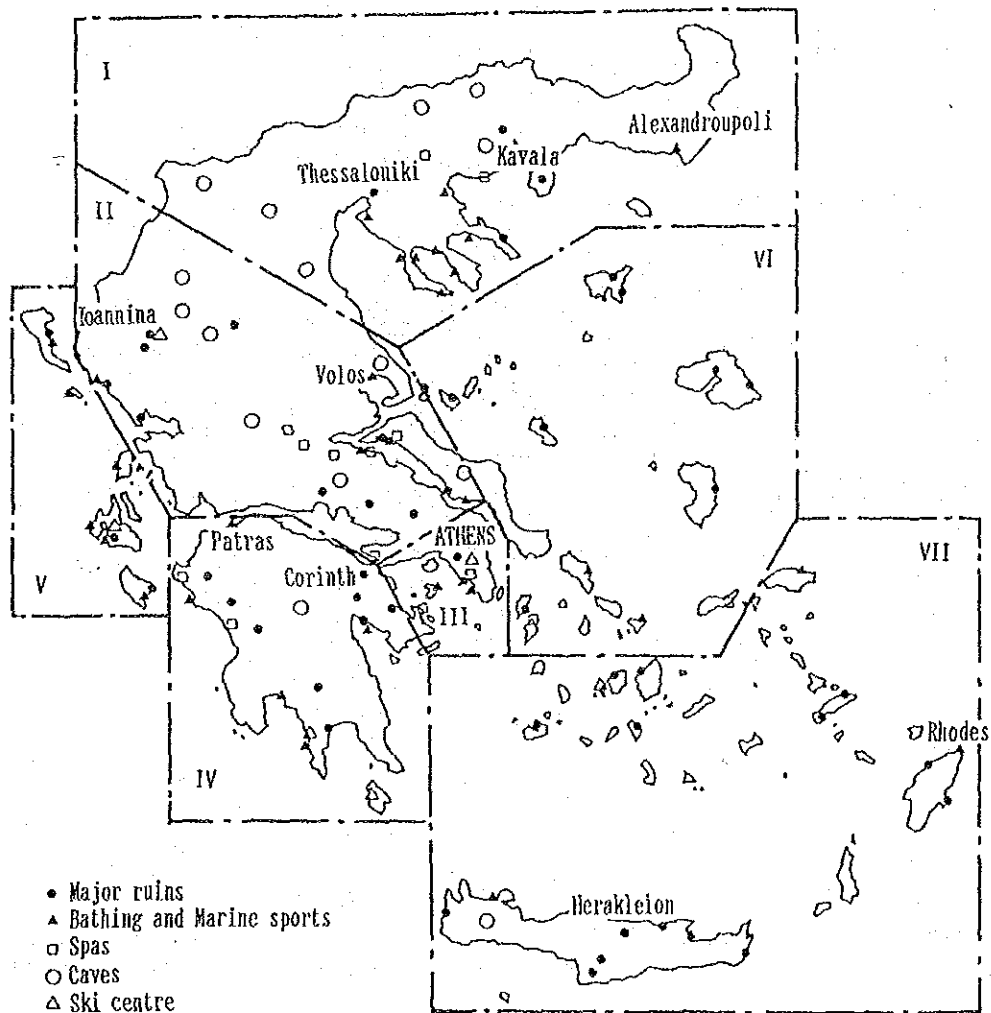 I
Alexandroupoli
Kavala
Thessaloniki
II
VI
Ioannina
Volos
ATHENS
VII
Patras
Corinth
V
III
Rhodes
IV
Herakleion
Major ruins
Bathing and Marine sports
Spas
Caves
Ski centre